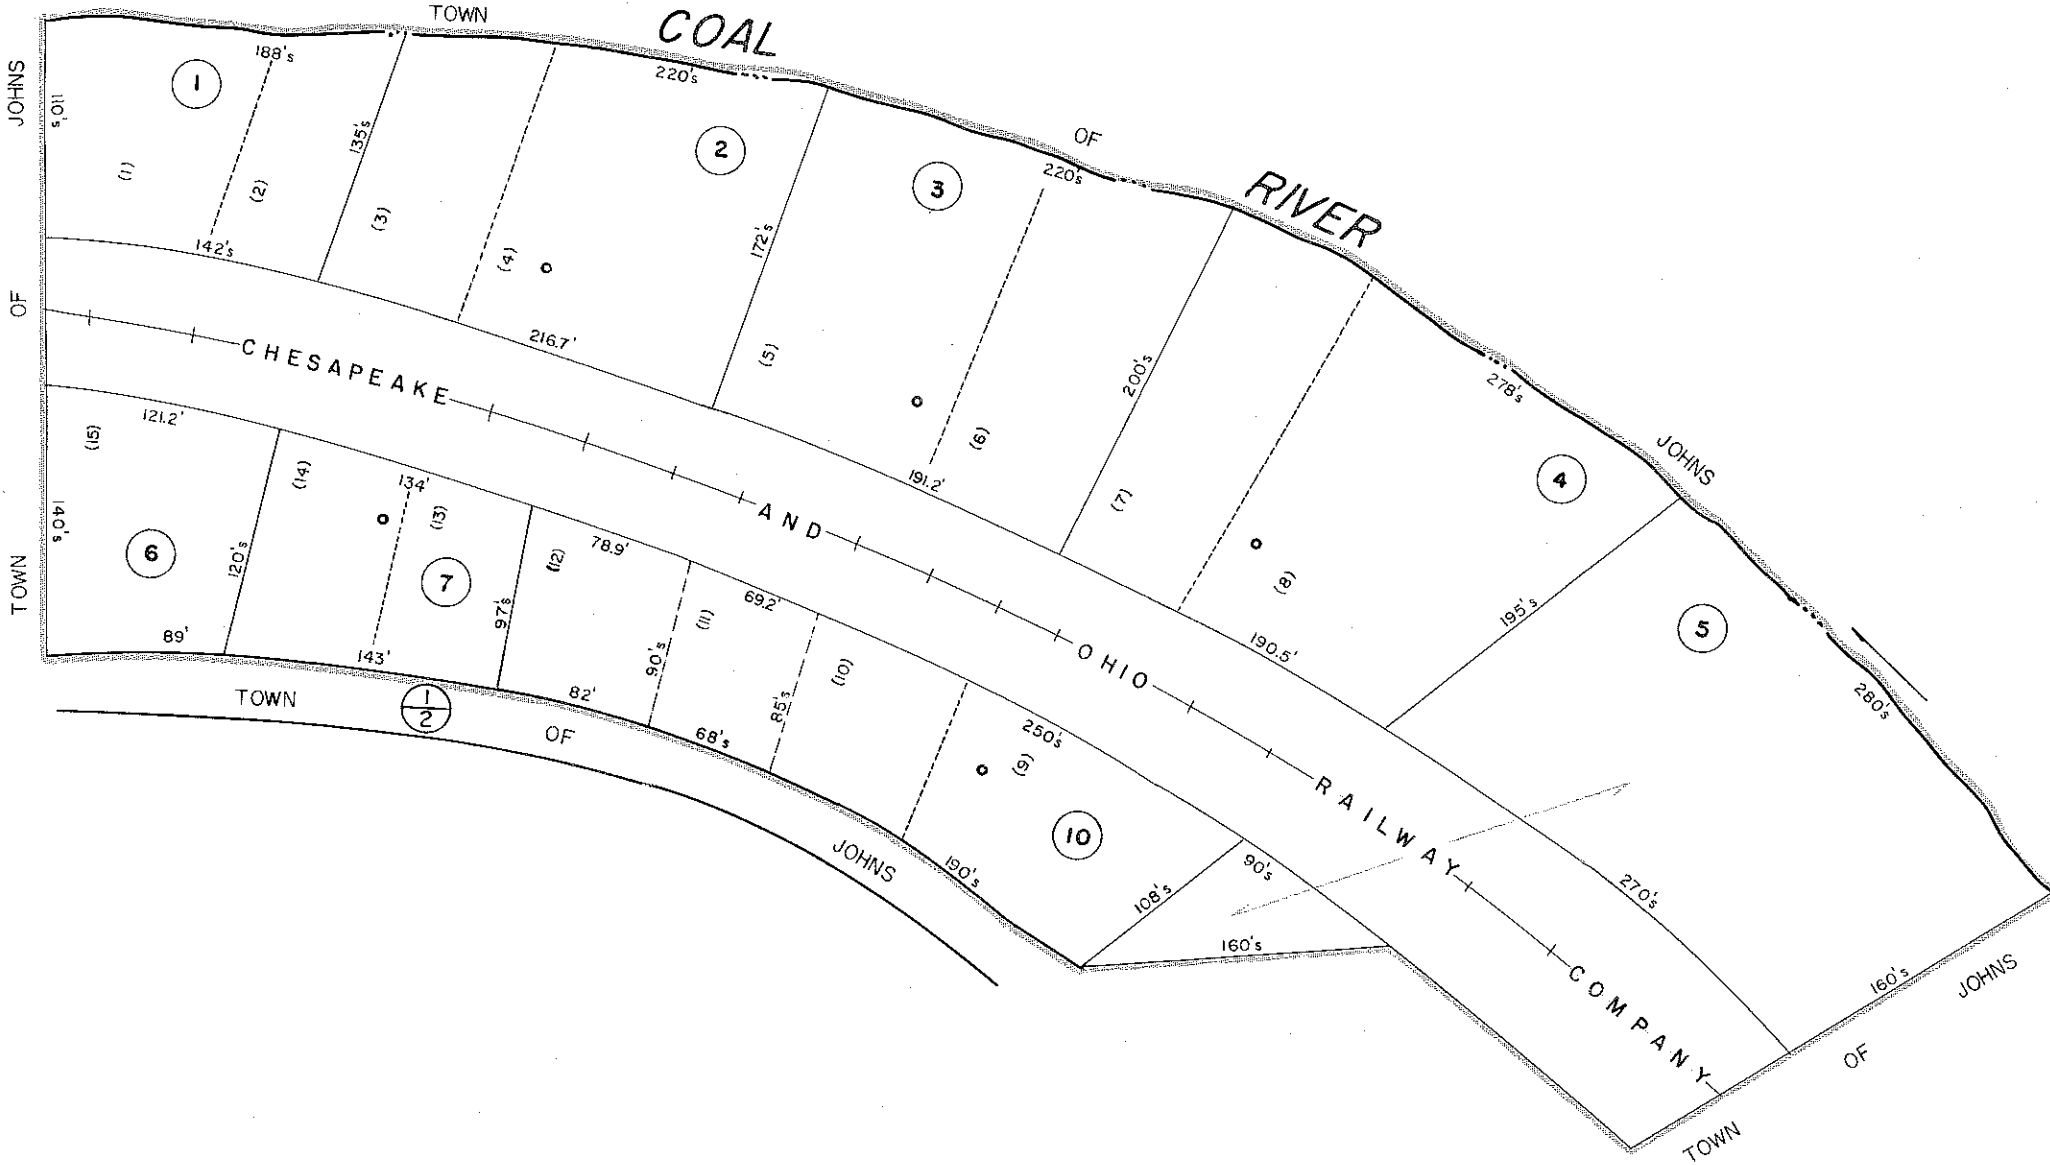 TOWN
COAL
RIVER
OF
JOHNS
188's
1
110's
(1)
(2)
135's
(3)
142's
(4)
220's
2
172's
216.7'
3
(5)
220's
(6)
191.2'
200's
(7)
278's
4
(8)
190.5'
195's
5
280's
270's
160's
CHESAPEAKE AND OHIO RAILWAY COMPANY
TOWN OF JOHNS
121.2'
(15)
140's
6
120's
89'
(14)
134'
(13)
7
143'
97's
(12)
78.9'
82'
90's
(11)
69.2'
68's
85's
(10)
250's
(9)
10
190's
108's
90's
160's
TOWN
1
2
OF
JOHNS
TOWN
OF
JOHNS